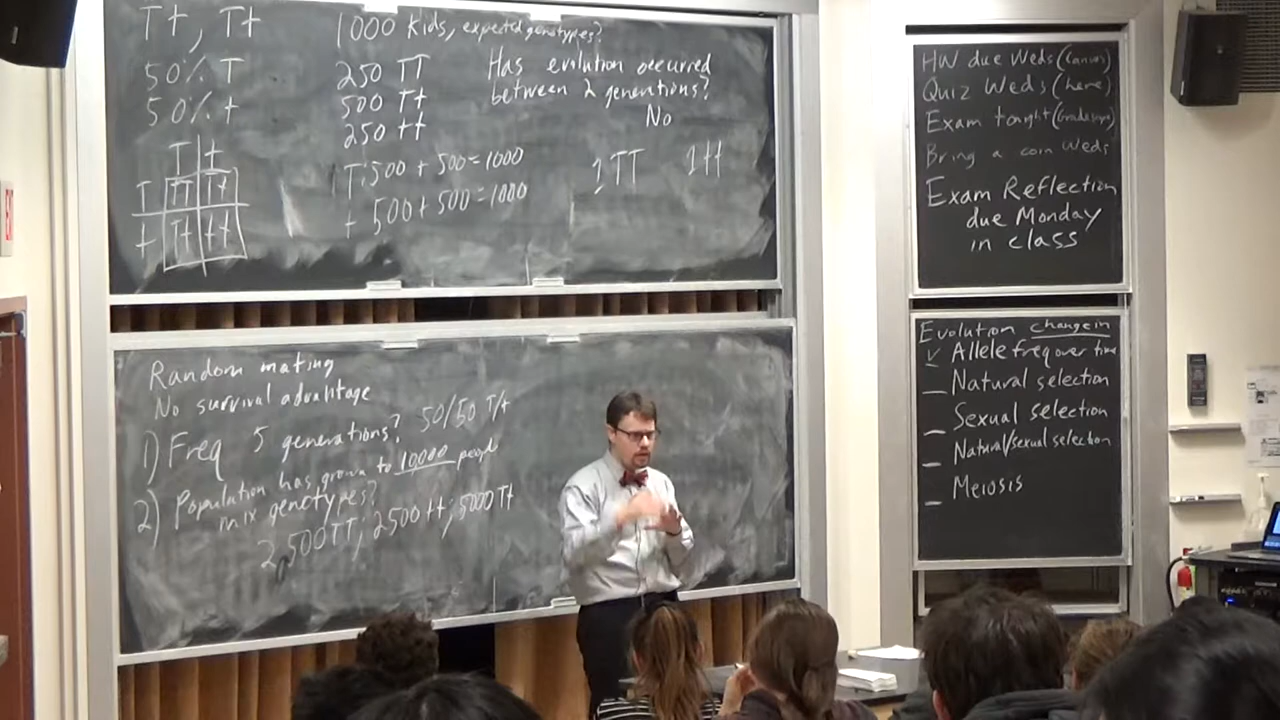 Tt, Tt
50% T
50% t
T t
T TT Tt
t Tt tt
1000 Kids, expected genotypes?
250 TT
500 Tt
250 tt
T: 500 + 500 = 1000
t 500 + 500 = 1000
Has evolution occurred
between 2 generations?
No
1 TT 1 tt
Random mating
No survival advantage
1) Freq 5 generations? 50/50 T/t
2) Population has grown to 10000 people
mix genotypes?
2,500 TT; 2500 tt; 5000 Tt
HW due Weds (Canvas)
Quiz Weds (here)
Exam tonight (Gradescope)
Bring a coin Weds
Exam Reflection
due Monday
in class
Evolution change in
Allele freq over time
Natural selection
Sexual selection
Natural/sexual selection
Meiosis